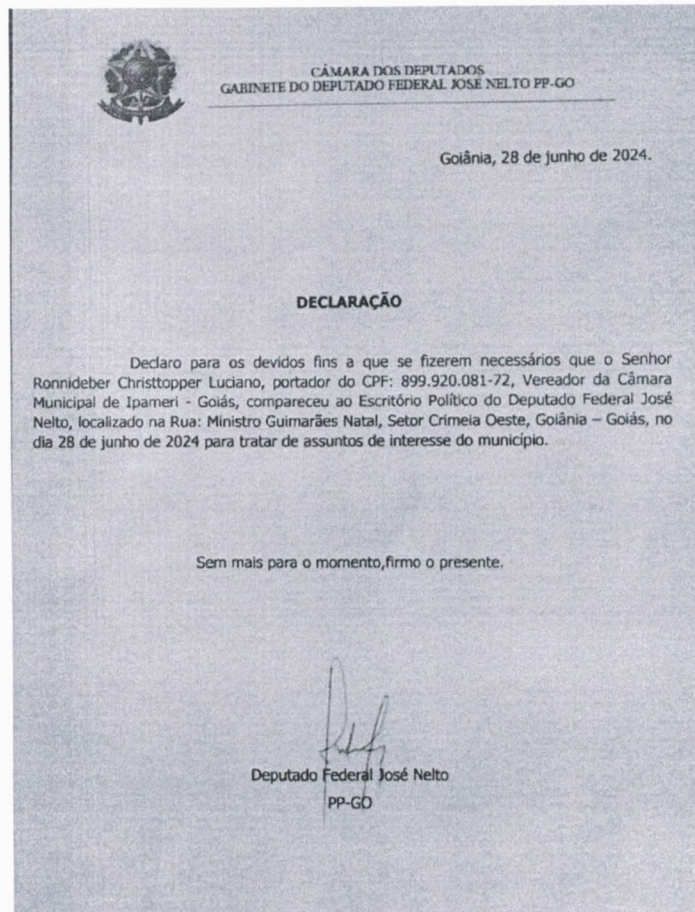 CÂMARA DOS DEPUTADOS
GABINETE DO DEPUTADO FEDERAL JOSÉ NELTO PP-GO
Goiânia, 28 de junho de 2024.
DECLARAÇÃO
Declaro para os devidos fins a que se fizerem necessários que o Senhor
Ronnideber Christtopper Luciano, portador do CPF: 899.920.081-72, Vereador da Câmara
Municipal de Ipameri - Goiás, compareceu ao Escritório Político do Deputado Federal José
Nelto, localizado na Rua: Ministro Guimarães Natal, Setor Crimeia Oeste, Goiânia – Goiás, no
dia 28 de junho de 2024 para tratar de assuntos de interesse do município.
Sem mais para o momento,firmo o presente.
Deputado Federal José Nelto
PP-GO